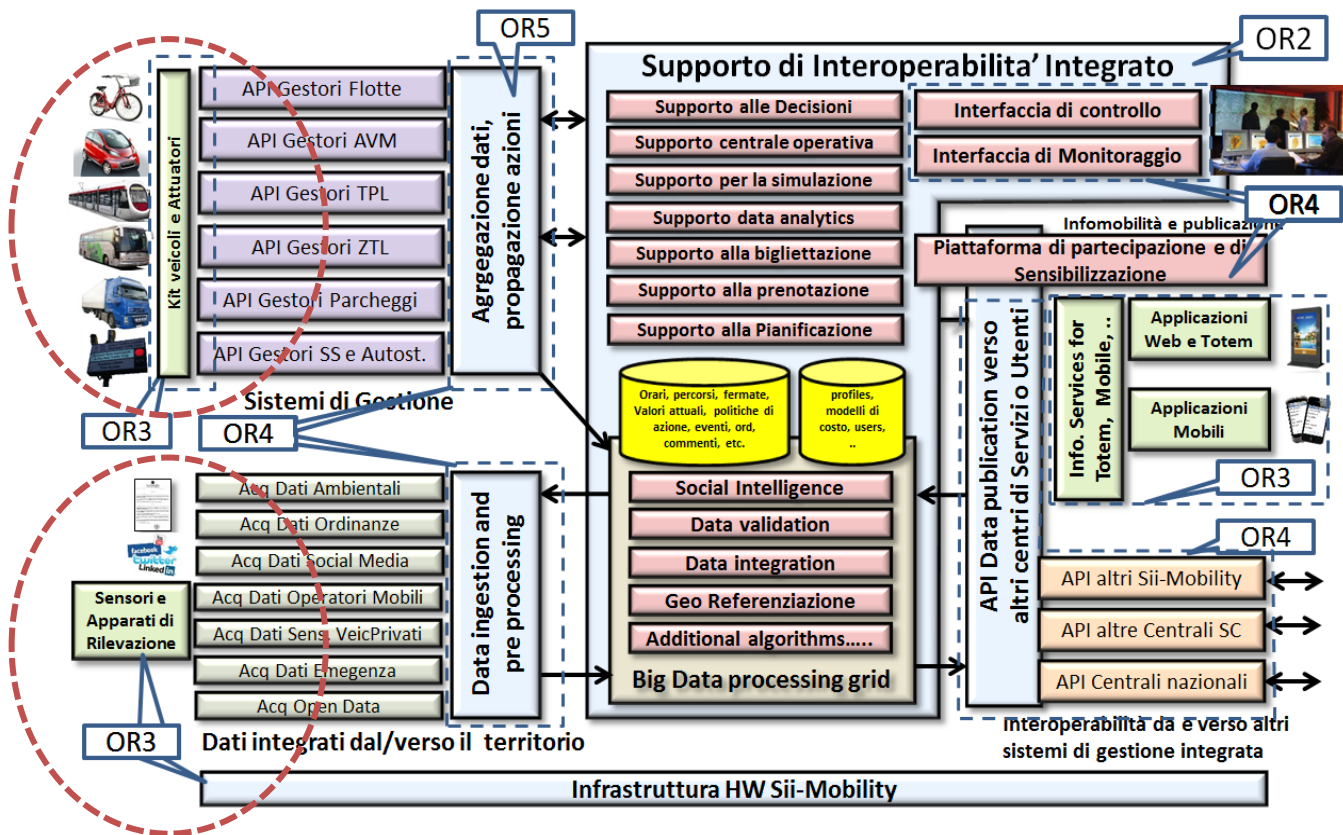 OR5
OR2
Supporto di Interoperabilita' Integrato
Kit veicoli e Attuatori
API Gestori Flotte
API Gestori AVM
API Gestori TPL
API Gestori ZTL
API Gestori Parcheggi
API Gestori SS e Autost.
Sistemi di Gestione
Agrgegazione dati,
propagazione azioni
Supporto alle Decisioni
Supporto centrale operativa
Supporto per la simulazione
Supporto data analytics
Supporto alla bigliettazione
Supporto alla prenotazione
Supporto alla Pianificazione
Interfaccia di controllo
Interfaccia di Monitoraggio
OR4
Infomobilità e publicazione
Piattaforma di partecipazione e di
Sensibilizzazione
OR3
OR4
Orari, percorsi, fermate,
Valori attuali, politiche di
azione, eventi, ord,
commenti, etc.
profiles,
modelli di
costo, users,
..
API Data publication verso
altri centri di Servizio o Utenti
Info. Services for
Totem, Mobile, ..
Applicazioni
Web e Totem
Applicazioni
Mobili
OR3
Acq Dati Ambientali
Acq Dati Ordinanze
Acq Dati Social Media
Acq Dati Operatori Mobili
Acq Dati Sens. VeicPrivati
Acq Dati Emegenza
Acq Open Data
facebook
twitter
Linked in
Sensori e
Apparati di
Rilevazione
Data ingestion and
pre processing
Social Intelligence
Data validation
Data integration
Geo Referenziazione
Additional algorithms.....
Big Data processing grid
OR4
API altri Sii-Mobility
API altre Centrali SC
API Centrali nazionali
Interoperabilità da e verso altri
sistemi di gestione integrata
OR3
Dati integrati dal/verso il territorio
Infrastruttura HW Sii-Mobility